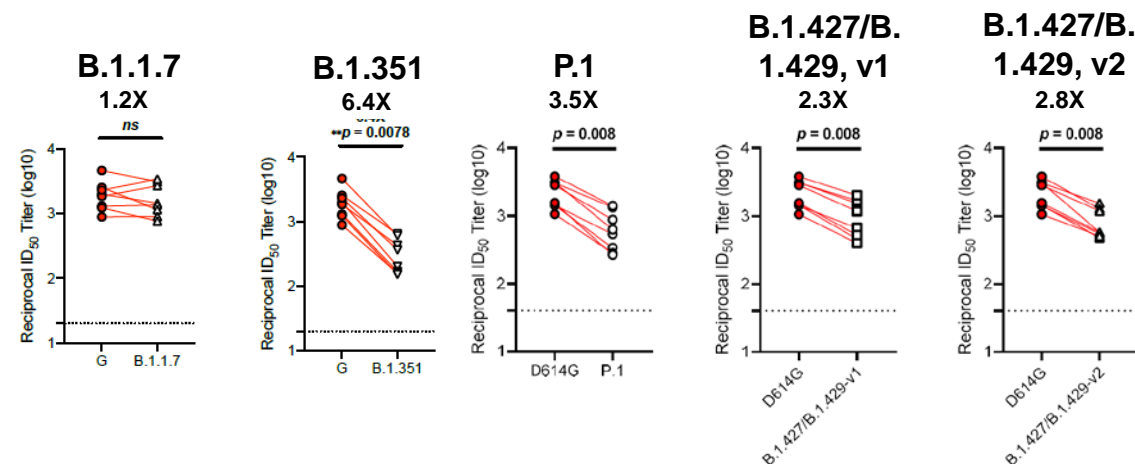 B.1.1.7
1.2X
ns
Reciprocal ID50 Titer (log10)
4
3
2
1
G
B.1.1.7
B.1.351
6.4X
**p = 0.0078
Reciprocal ID50 Titer (log10)
4
3
2
1
G
B.1.351
P.1
3.5X
p = 0.008
Reciprocal ID50 Titer (log10)
4
3
2
1
D614G
P.1
B.1.427/B.
1.429, v1
2.3X
p = 0.008
Reciprocal ID50 Titer (log10)
4
3
2
1
D614G
B.1.427/B.1.429-v1
B.1.427/B.
1.429, v2
2.8X
p = 0.008
Reciprocal ID50 Titer (log10)
4
3
2
1
D614G
B.1.427/B.1.429-v2